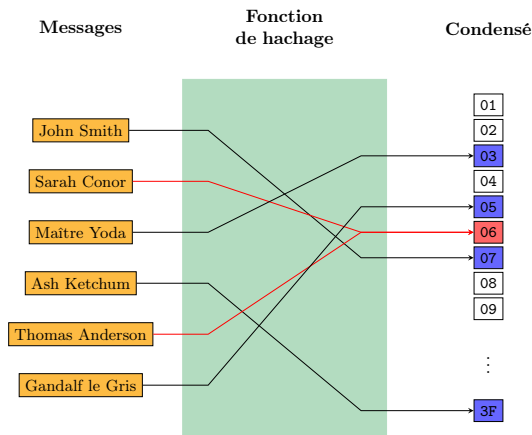 Messages
Fonction
de hachage
Condensé
John Smith
Sarah Conor
Maître Yoda
Ash Ketchum
Thomas Anderson
Gandalf le Gris
01
02
03
04
05
06
07
08
09
⋮
3F